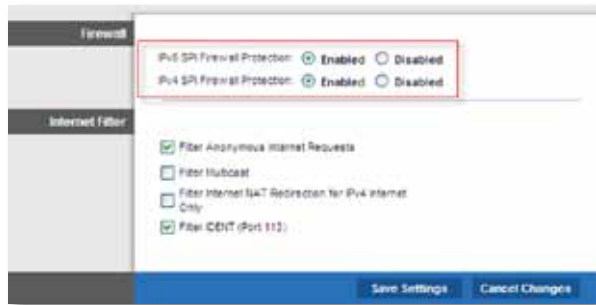 Firewall
IPv6 SPI Firewall Protection: Enabled Disabled
IPv4 SPI Firewall Protection: Enabled Disabled
Internet Filter
Filter Anonymous Internet Requests
Filter Multicast
Filter Internet NAT Redirection for IPv4 Internet
Only
Filter IDENT (Port 113)
Save Settings Cancel Changes